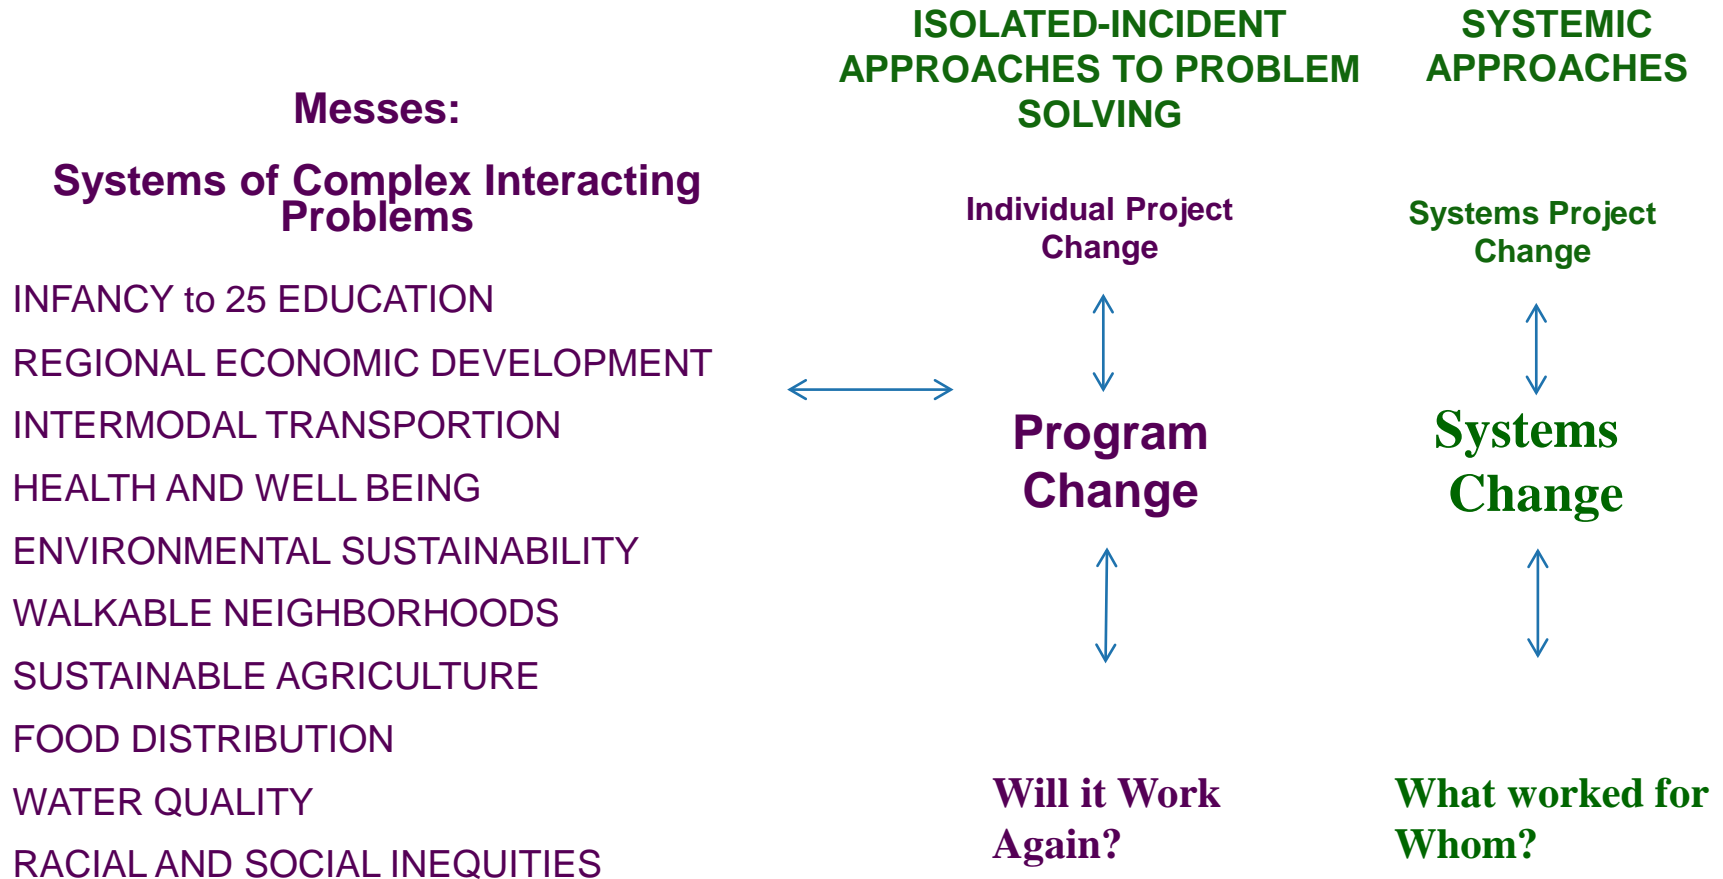 Messes:
Systems of Complex Interacting
Problems
INFANCY to 25 EDUCATION
REGIONAL ECONOMIC DEVELOPMENT
INTERMODAL TRANSPORTION
HEALTH AND WELL BEING
ENVIRONMENTAL SUSTAINABILITY
WALKABLE NEIGHBORHOODS
SUSTAINABLE AGRICULTURE
FOOD DISTRIBUTION
WATER QUALITY
RACIAL AND SOCIAL INEQUITIES
ISOLATED-INCIDENT
APPROACHES TO PROBLEM
SOLVING
Individual Project
Change
Program
Change
Will it Work
Again?
SYSTEMIC
APPROACHES
Systems Project
Change
Systems
Change
What worked for
Whom?